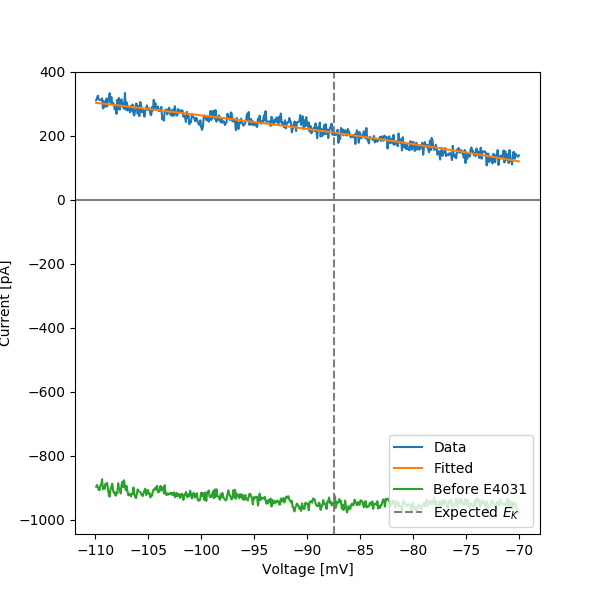 400
200
0
−200
−400
−600
−800
−1000
Current [pA]
Data
Fitted
Before E4031
Expected E_K
−110 −105 −100 −95 −90 −85 −80 −75 −70
Voltage [mV]